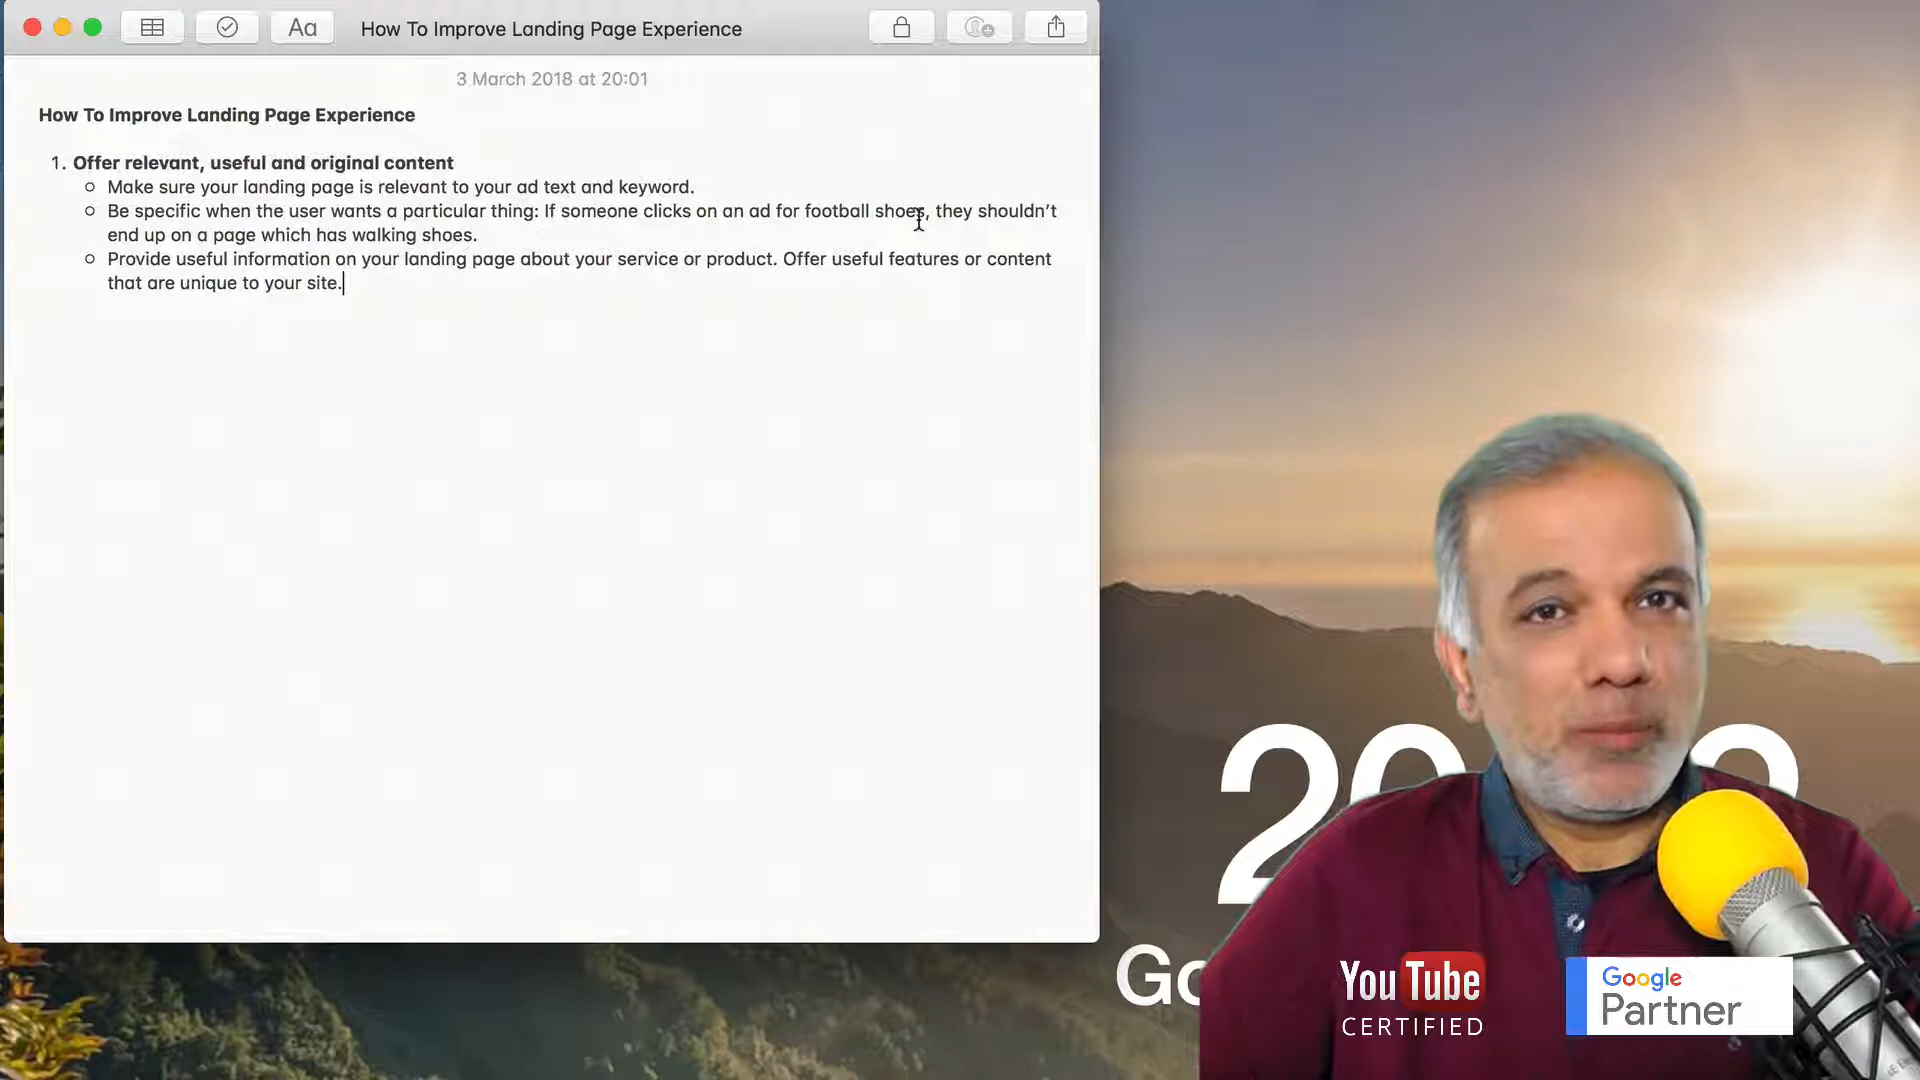 Aa
How To Improve Landing Page Experience
3 March 2018 at 20:01
How To Improve Landing Page Experience
1. Offer relevant, useful and original content
Make sure your landing page is relevant to your ad text and keyword.
Be specific when the user wants a particular thing: If someone clicks on an ad for football shoes, they shouldn't
end up on a page which has walking shoes.
Provide useful information on your landing page about your service or product. Offer useful features or content
that are unique to your site.
Go
YouTube
CERTIFIED
Google
Partner